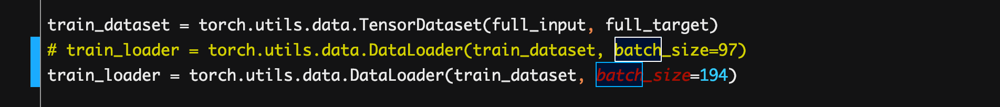 train_dataset = torch.utils.data.TensorDataset(full_input, full_target)
# train_loader = torch.utils.data.DataLoader(train_dataset, batch_size=97)
train_loader = torch.utils.data.DataLoader(train_dataset, batch_size=194)